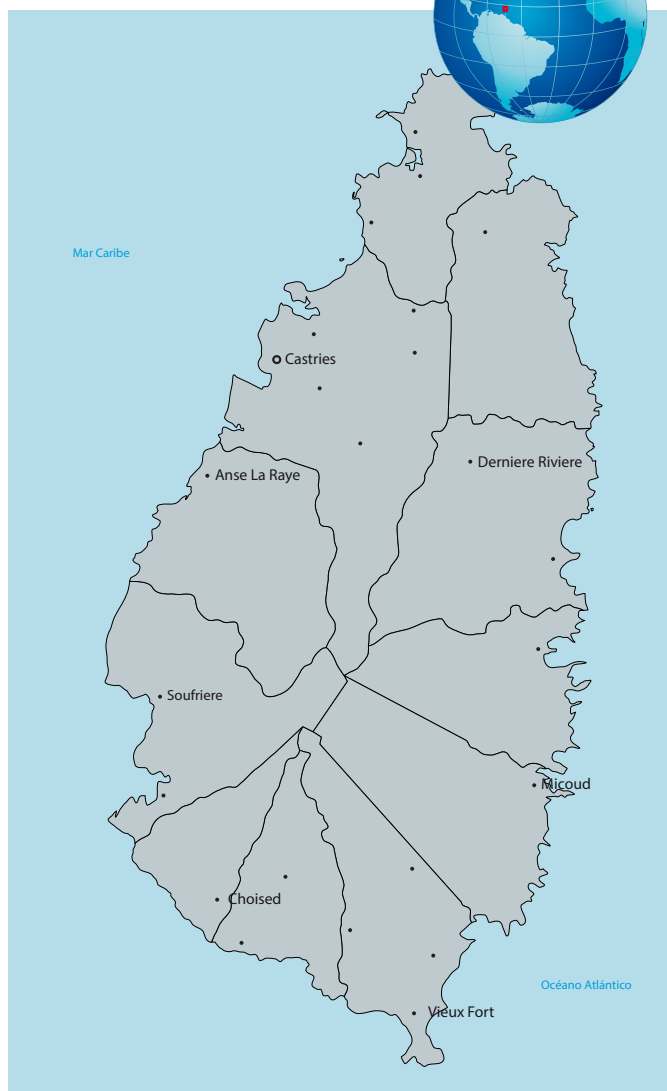 Mar Caribe
Castries
Derniere Riviere
Anse La Raye
Soufriere
Micoud
Choised
Océano Atlántico
Vieux Fort